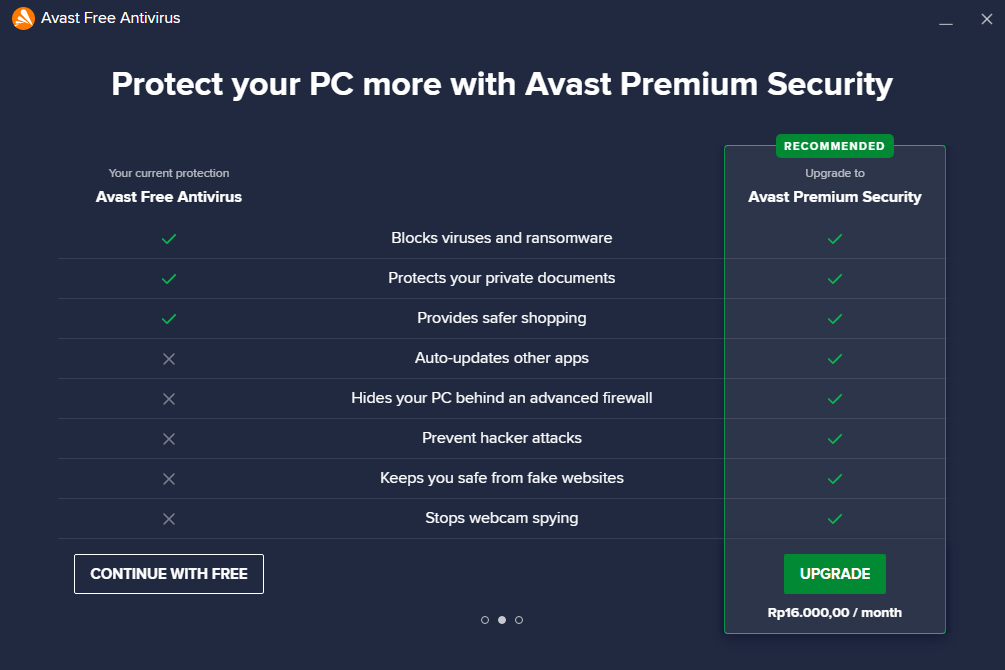 Avast Free Antivirus
Protect your PC more with Avast Premium Security
RECOMMENDED
Your current protection
Avast Free Antivirus
Upgrade to
Avast Premium Security
Blocks viruses and ransomware
Protects your private documents
Provides safer shopping
Auto-updates other apps
Hides your PC behind an advanced firewall
Prevent hacker attacks
Keeps you safe from fake websites
Stops webcam spying
CONTINUE WITH FREE
UPGRADE
Rp16.000,00 / month